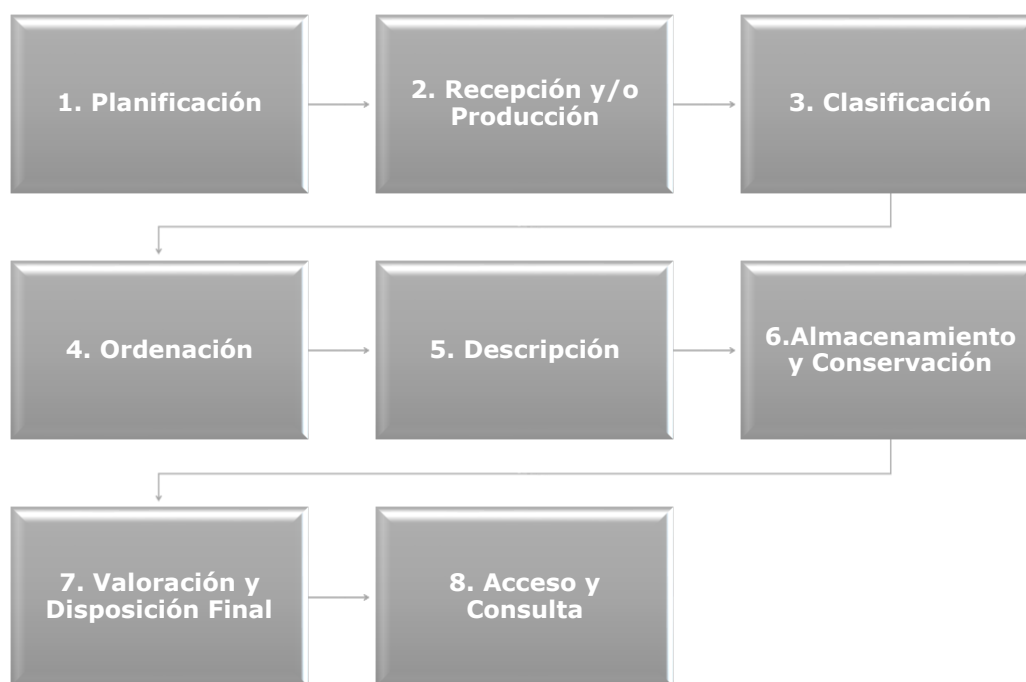 1. Planificación
2. Recepción y/o
Producción
3. Clasificación
4. Ordenación
5. Descripción
6.Almacenamiento
y Conservación
7. Valoración y
Disposición Final
8. Acceso y
Consulta